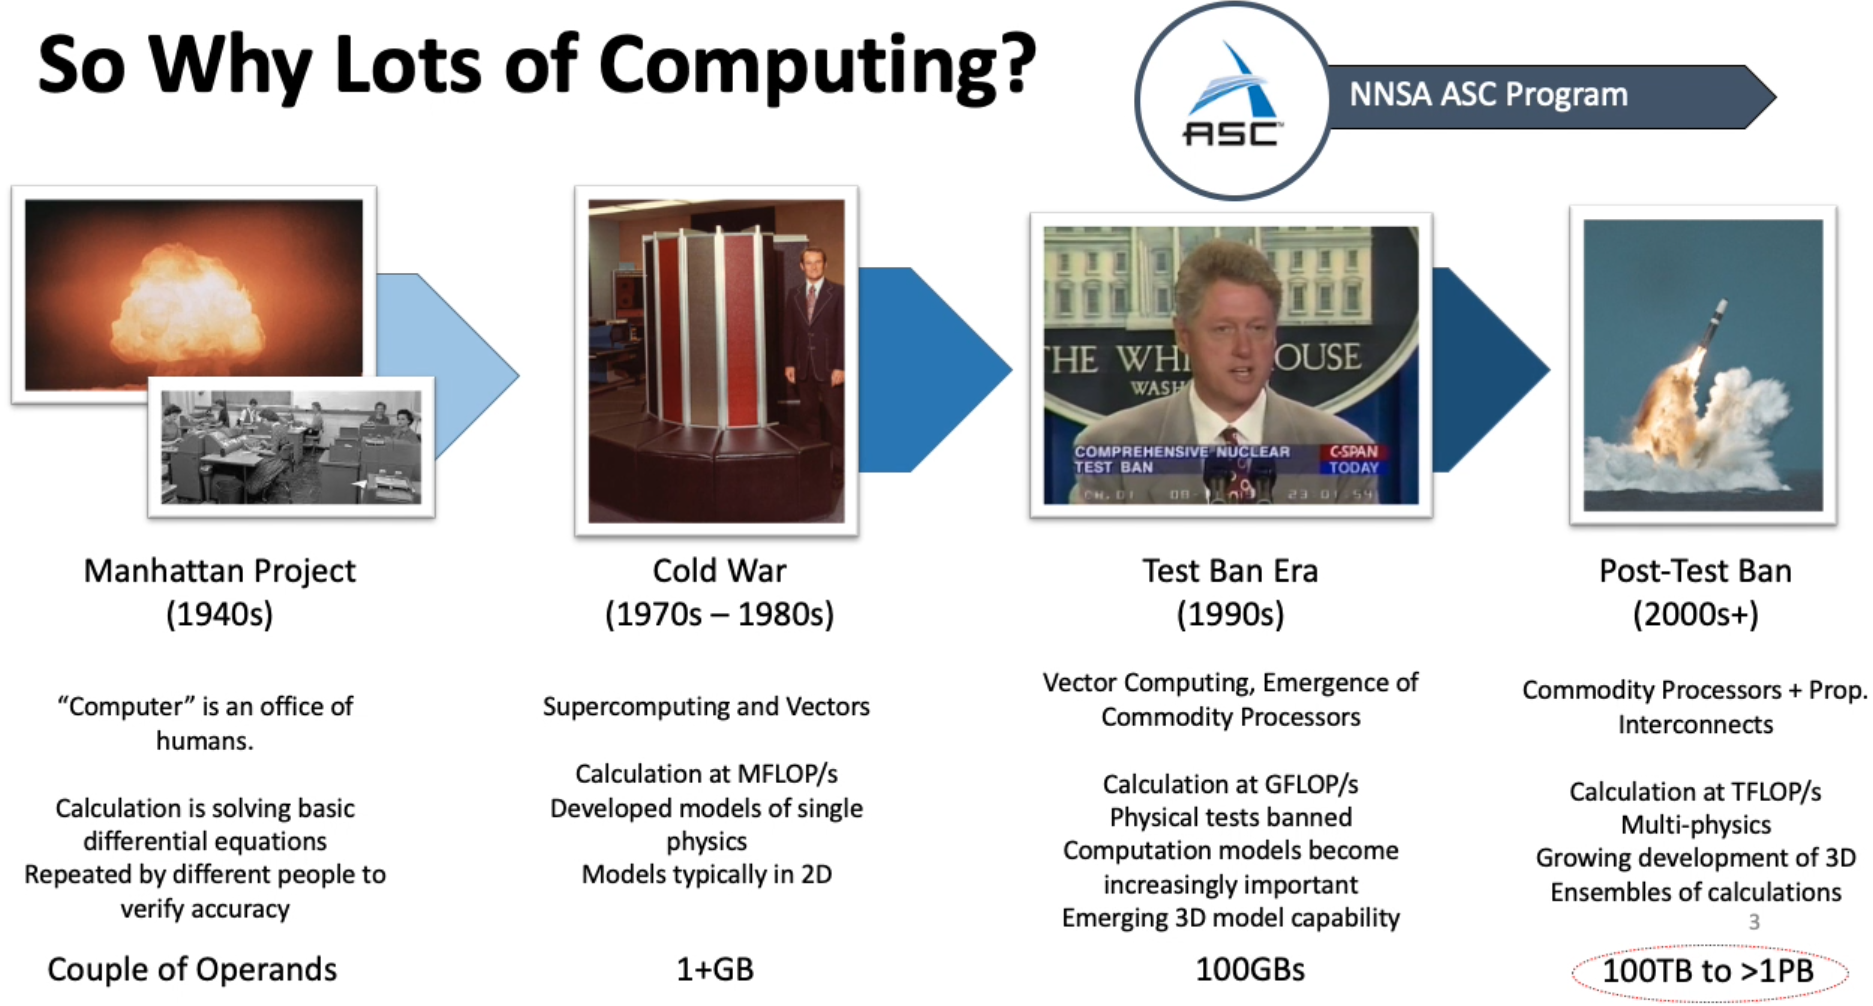 So Why Lots of Computing?
ASC™
NNSA ASC Program
THE WHI OUSE
WASH
COMPREHENSIVE NUCLEAR
TEST BAN
C-SPAN
TODAY
Manhattan Project
(1940s)
“Computer” is an office of
humans.
Calculation is solving basic
differential equations
Repeated by different people to
verify accuracy
Couple of Operands
Cold War
(1970s – 1980s)
Supercomputing and Vectors
Calculation at MFLOP/s
Developed models of single
physics
Models typically in 2D
1+GB
Test Ban Era
(1990s)
Vector Computing, Emergence of
Commodity Processors
Calculation at GFLOP/s
Physical tests banned
Computation models become
increasingly important
Emerging 3D model capability
100GBs
Post-Test Ban
(2000s+)
Commodity Processors + Prop.
Interconnects
Calculation at TFLOP/s
Multi-physics
Growing development of 3D
Ensembles of calculations
3
100TB to >1PB